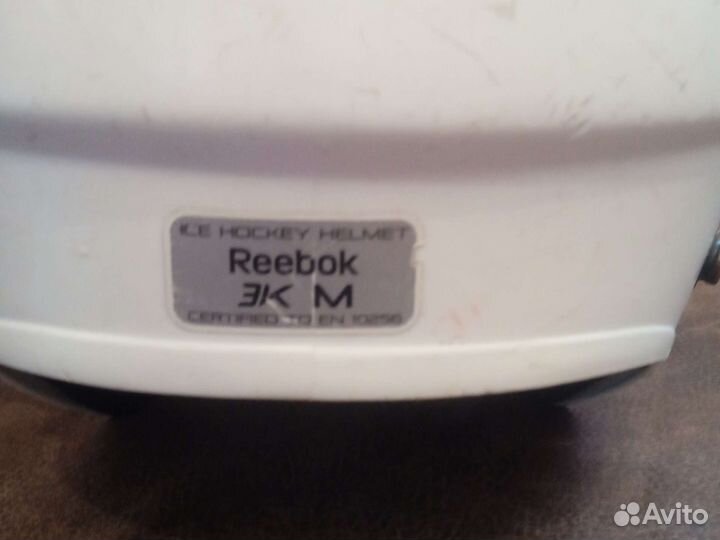 ICE HOCKEY HELMET
Reebok
3K M
CERTIFIED TO EN 10256
Avito